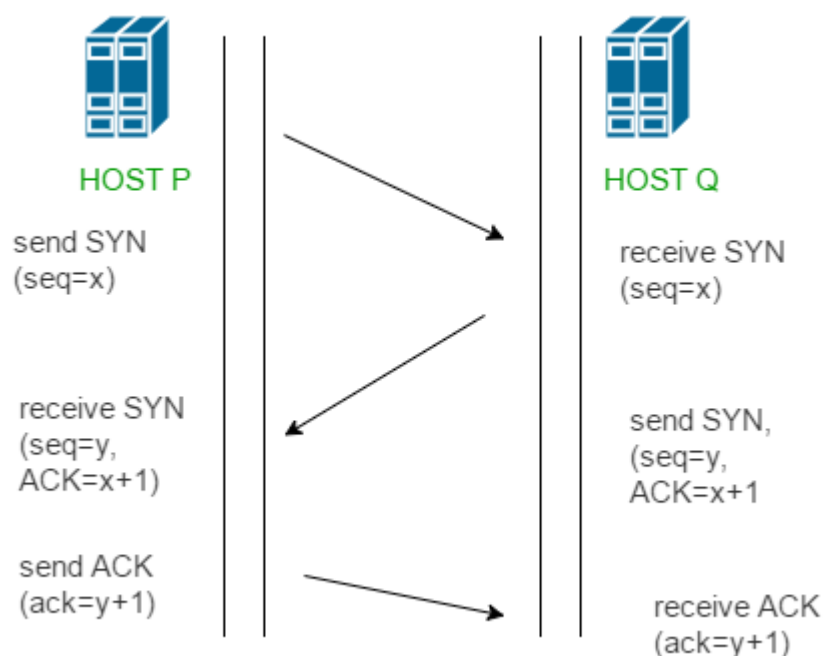 HOST P
HOST Q
send SYN
(seq=x)
receive SYN
(seq=x)
receive SYN
(seq=y,
ACK=x+1)
send SYN,
(seq=y,
ACK=x+1
send ACK
(ack=y+1)
receive ACK
(ack=y+1)